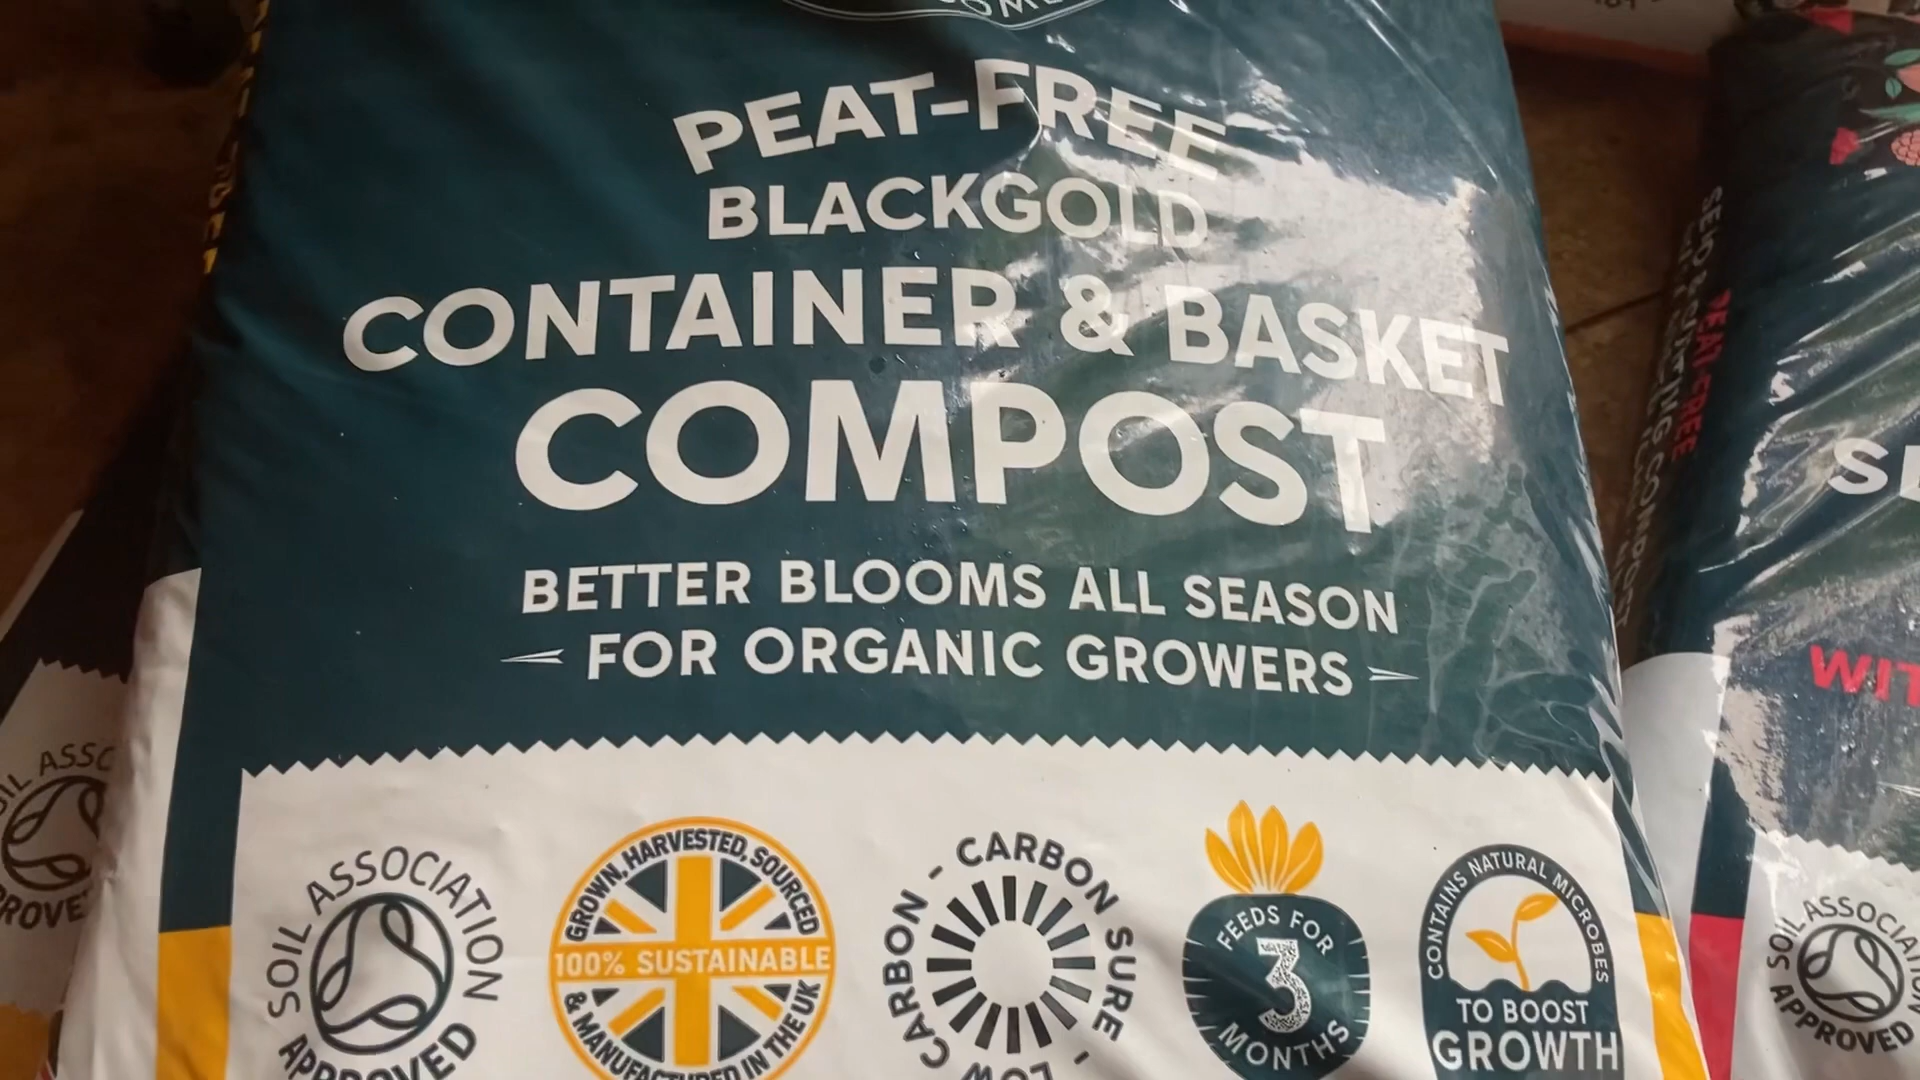 PEAT-FREE
BLACKGOLD
CONTAINER & BASKET
COMPOST
BETTER BLOOMS ALL SEASON
FOR ORGANIC GROWERS
SOIL ASSOCIATION
APPROVED
GROWN, HARVESTED, SOURCED
100% SUSTAINABLE
& MANUFACTURED IN THE UK
CARBON SURE - LOW CARBON -
FEEDS FOR
3
MONTHS
CONTAINS NATURAL MICROBES
TO BOOST
GROWTH
PEAT-FREE
WIT
SOIL ASSOCIATION
APPROVED